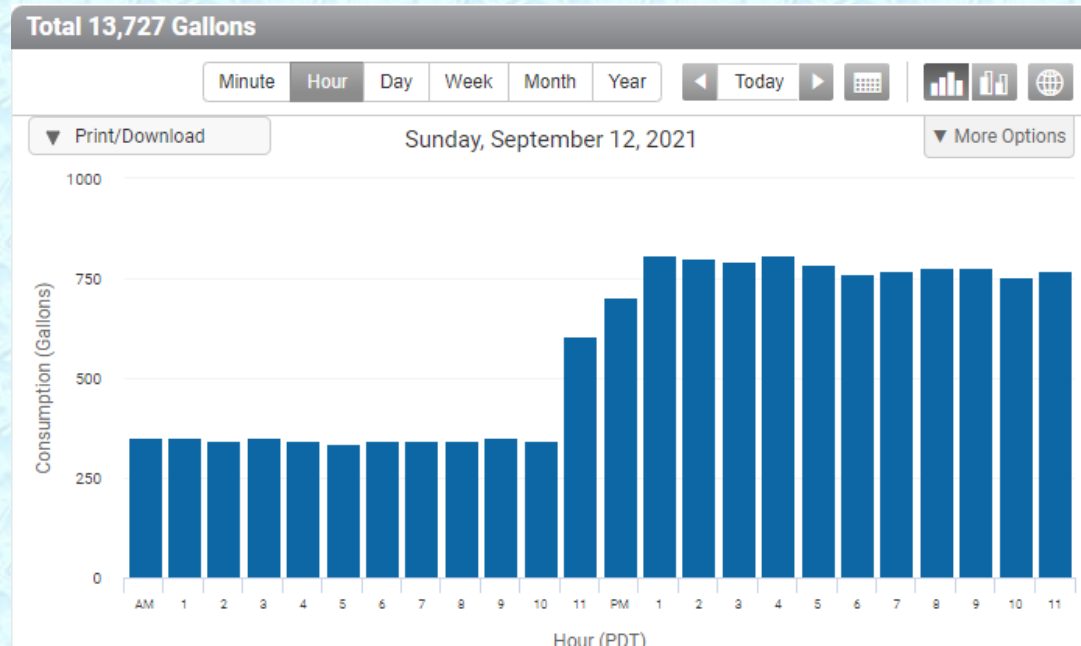 Total 13,727 Gallons
Minute Hour Day Week Month Year Today
Print/Download Sunday, September 12, 2021 More Options
1000
750
500
250
0
Consumption (Gallons)
AM 1 2 3 4 5 6 7 8 9 10 11 PM 1 2 3 4 5 6 7 8 9 10 11
Hour (PDT)